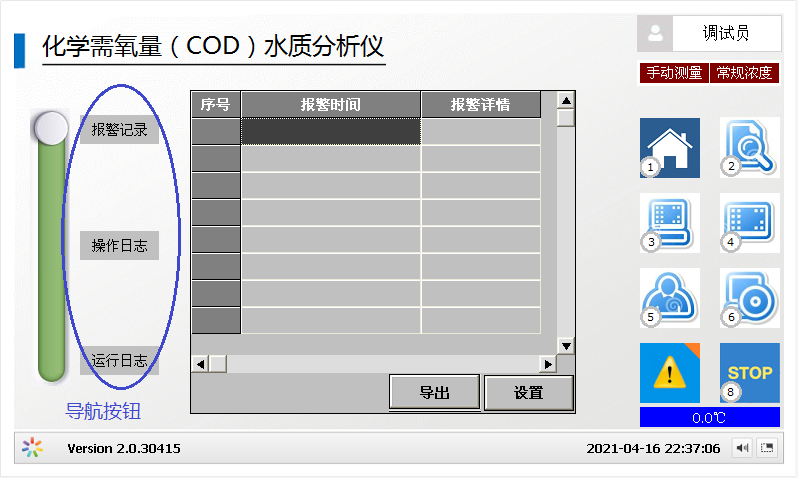 化学需氧量（COD）水质分析仪
调试员
手动测量 常规浓度
序号 报警时间 报警详情
报警记录
操作日志
运行日志
导航按钮
导出 设置
1 2
3 4
5 6
STOP
8
0.0℃
Version 2.0.30415
2021-04-16 22:37:06